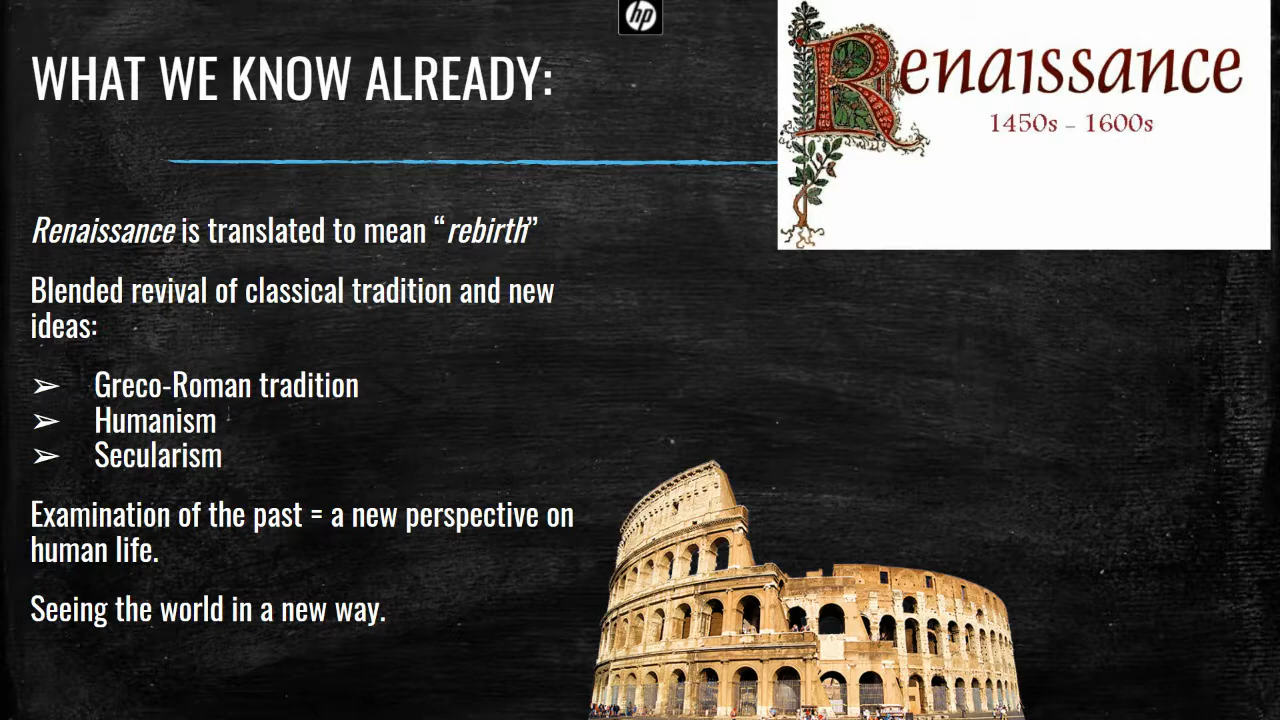 hp
WHAT WE KNOW ALREADY:
Renaissance
1450s - 1600s
Renaissance is translated to mean “rebirth”
Blended revival of classical tradition and new
ideas:
➢ Greco-Roman tradition
➢ Humanism
➢ Secularism
Examination of the past = a new perspective on
human life.
Seeing the world in a new way.